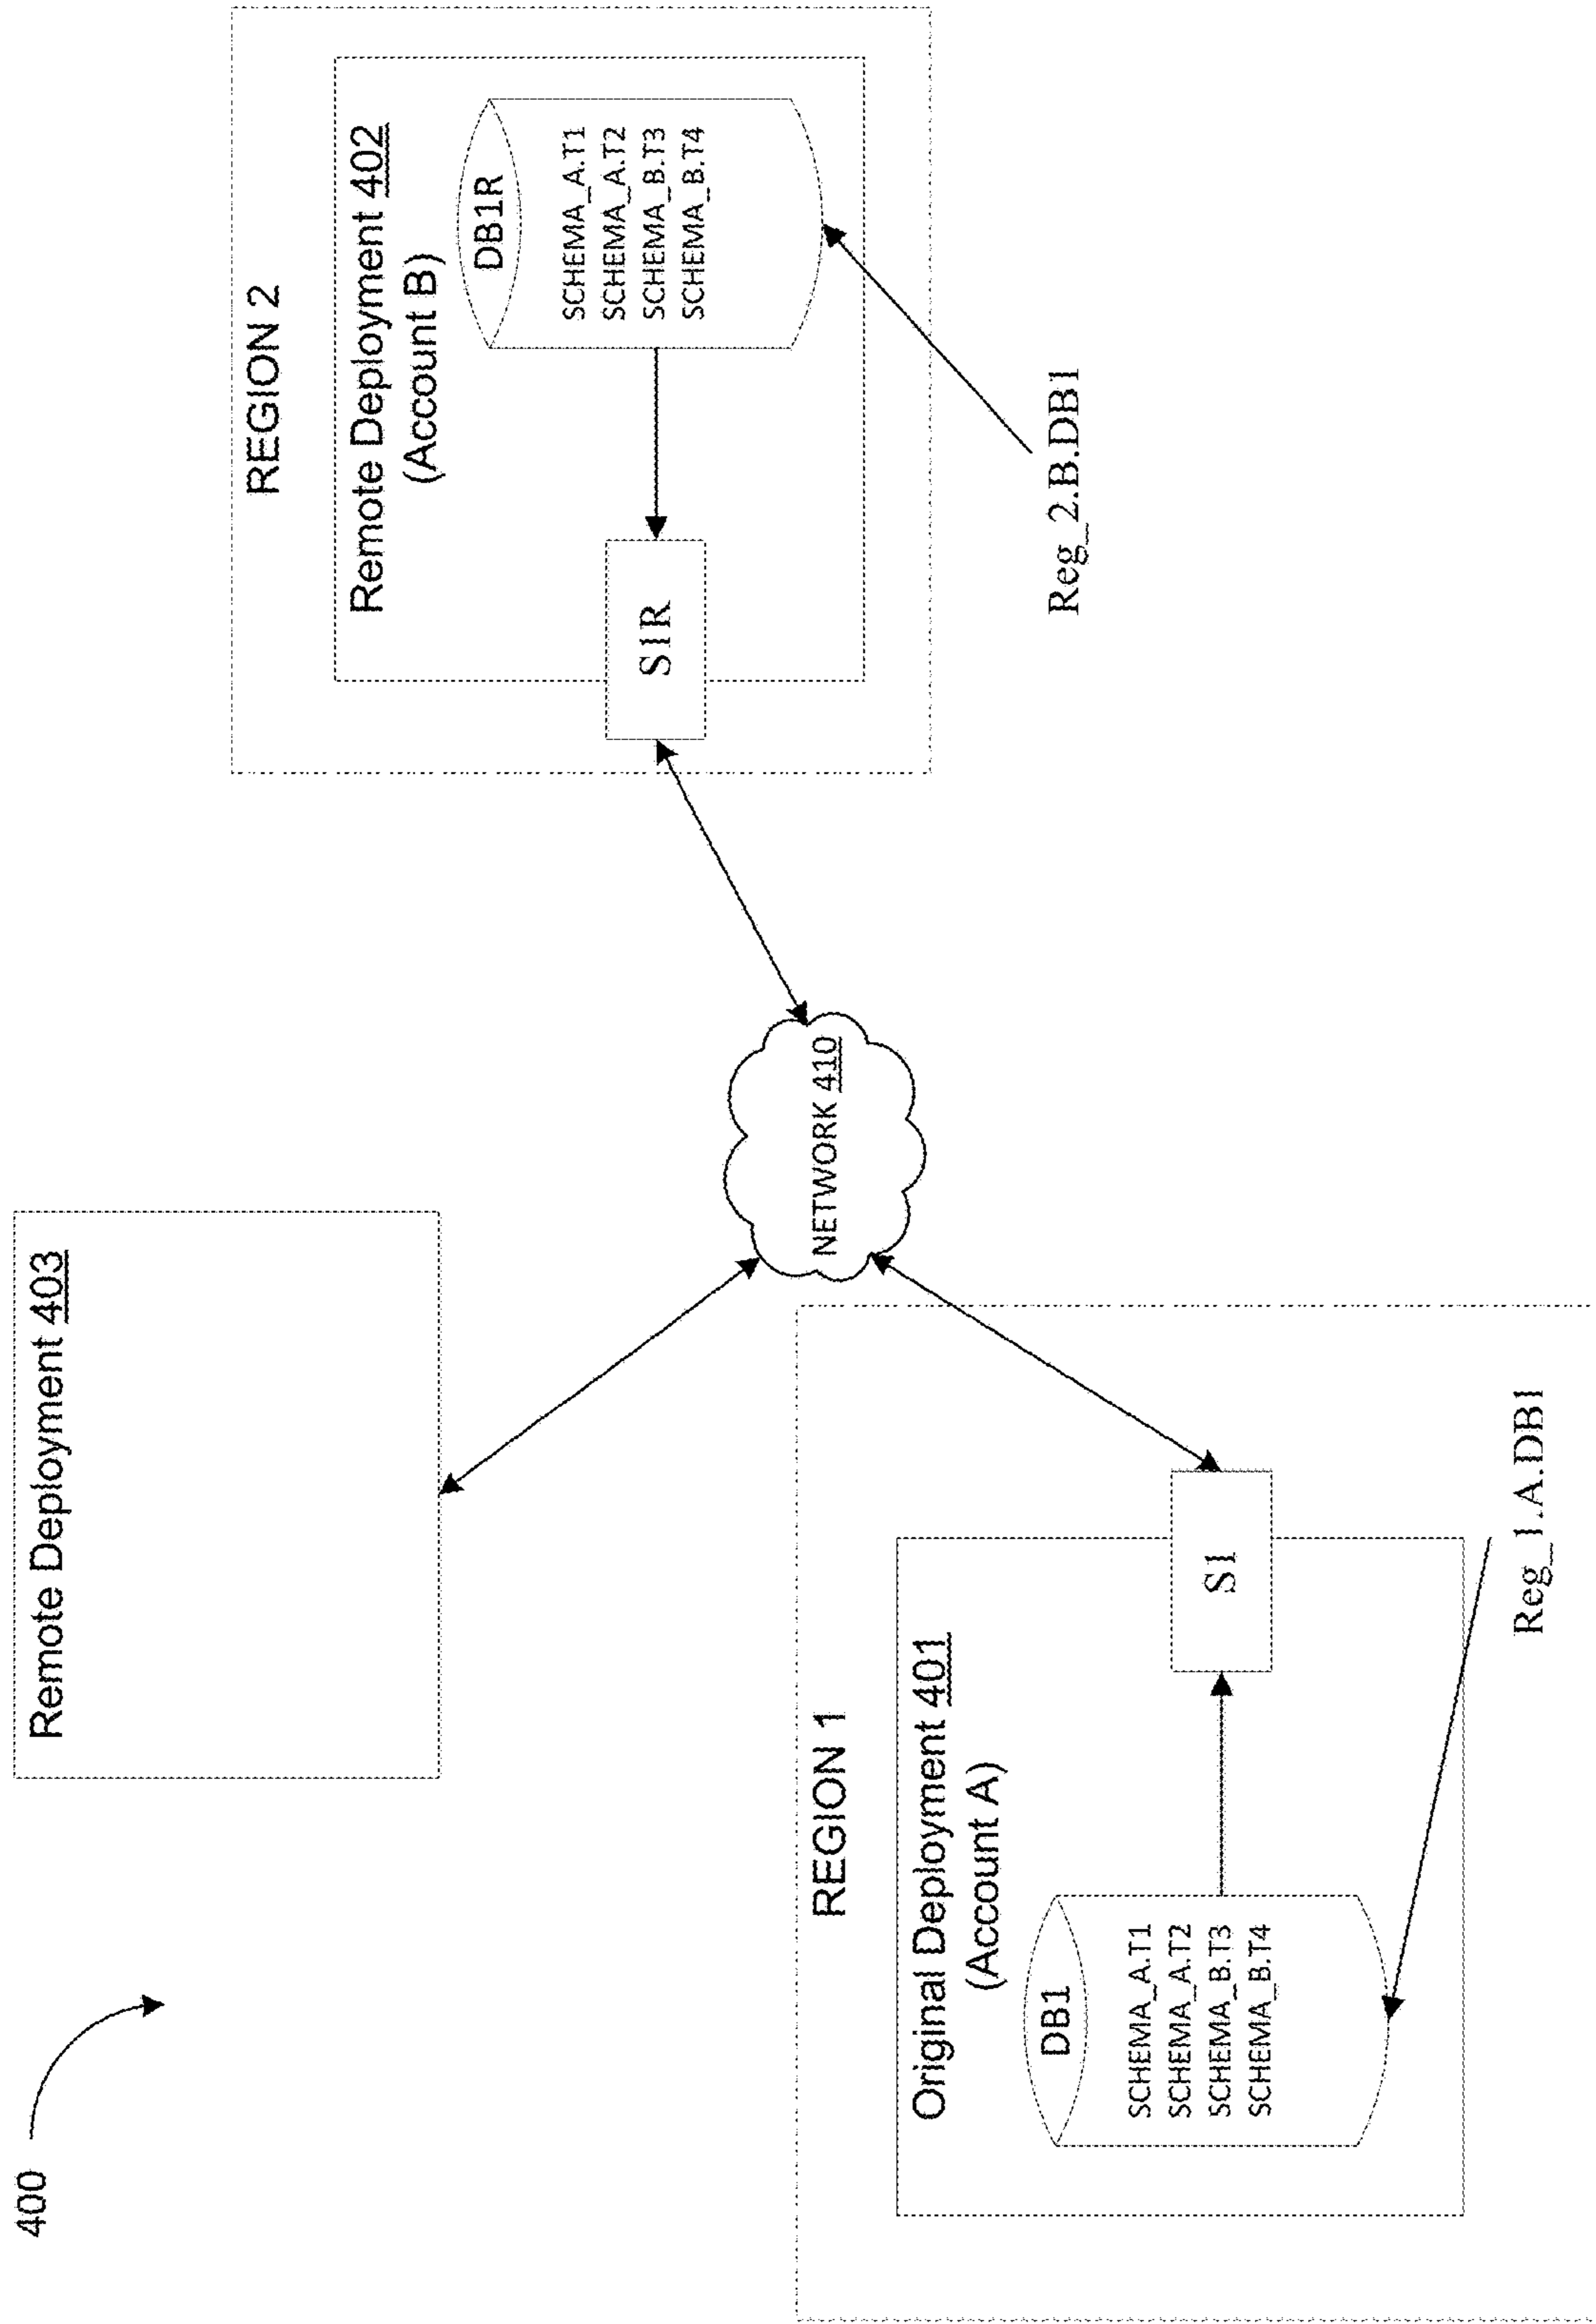 400
Remote Deployment 403
REGION 2
Remote Deployment 402
(Account B)
DB1R
SCHEMA_A.T1
SCHEMA_A.T2
SCHEMA_B.T3
SCHEMA_B.T4
S1R
Reg_2.B.DB1
NETWORK 410
REGION 1
Original Deployment 401
(Account A)
DB1
SCHEMA_A.T1
SCHEMA_A.T2
SCHEMA_B.T3
SCHEMA_B.T4
S1
Reg_1.A.DB1